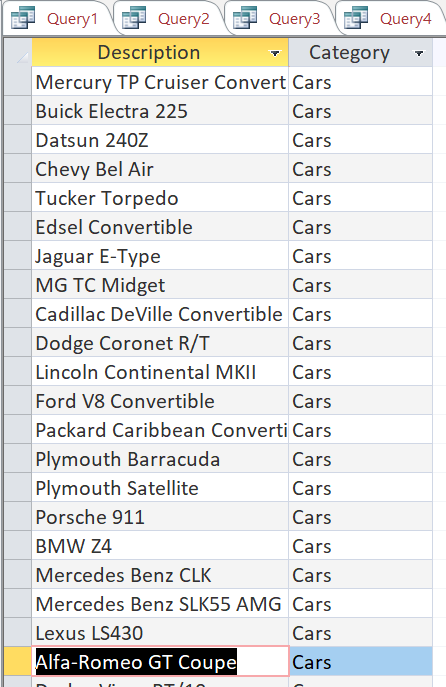 Query1 Query2 Query3 Query4
Description Category
Mercury TP Cruiser Convert Cars
Buick Electra 225 Cars
Datsun 240Z Cars
Chevy Bel Air Cars
Tucker Torpedo Cars
Edsel Convertible Cars
Jaguar E-Type Cars
MG TC Midget Cars
Cadillac DeVille Convertible Cars
Dodge Coronet R/T Cars
Lincoln Continental MKII Cars
Ford V8 Convertible Cars
Packard Caribbean Converti Cars
Plymouth Barracuda Cars
Plymouth Satellite Cars
Porsche 911 Cars
BMW Z4 Cars
Mercedes Benz CLK Cars
Mercedes Benz SLK55 AMG Cars
Lexus LS430 Cars
Alfa-Romeo GT Coupe Cars